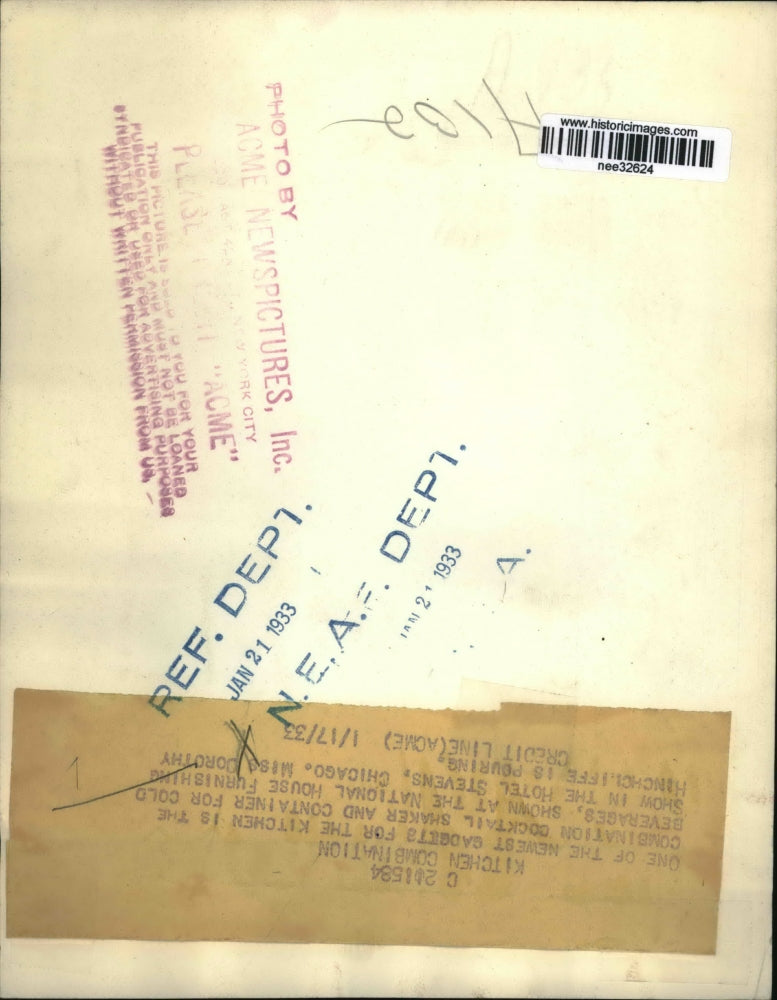 www.historicimages.com
nee32624
7132
PHOTO BY
ACME NEWSPICTURES, Inc.
NEW YORK CITY
PLEASE CREDIT "ACME"
THIS PICTURE IS SOLD TO YOU FOR YOUR
PUBLICATION ONLY AND MUST NOT BE LOANED
SYNDICATED OR USED FOR ADVERTISING PURPOSES
WITHOUT WRITTEN PERMISSION FROM US.
REF. DEPT.
JAN 21 1933
N. E. A. DEPT.
JAN 21 1933
A.
C 201584
KITCHEN COMBINATION
ONE OF THE NEWEST GADGETS FOR THE KITCHEN IS THE
COMBINATION COCKTAIL SHAKER AND CONTAINER FOR COLD
BEVERAGES, SHOWN AT THE NATIONAL HOUSE FURNISHING
SHOW IN THE HOTEL STEVENS, CHICAGO. MISS DOROTHY
HINCHCLIFFE IS POURING.
CREDIT LINE(ACME) 1/17/33